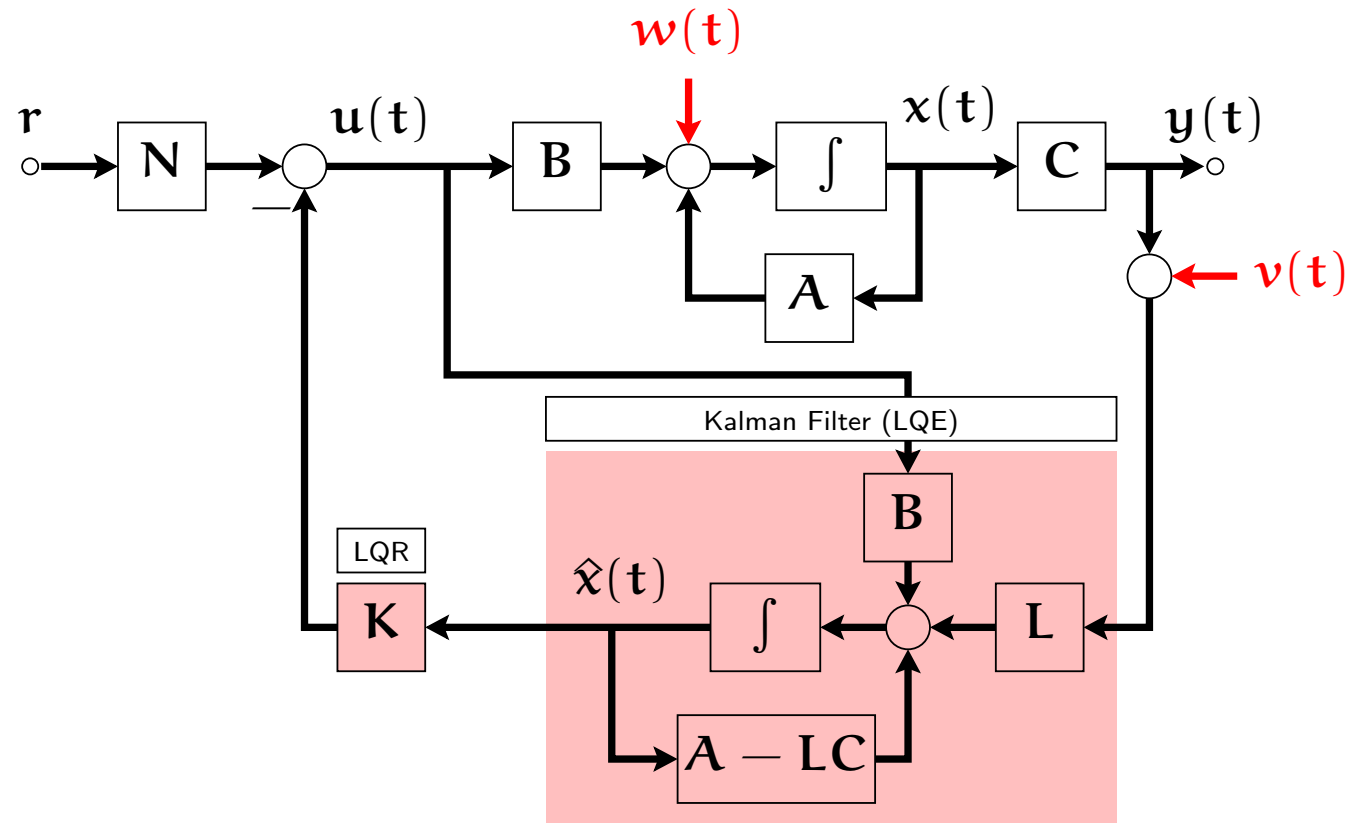 w(t)
r
u(t)
x(t)
y(t)
N
B
∫
C
−
A
v(t)
Kalman Filter (LQE)
B
LQR
x̂(t)
K
∫
L
A − LC